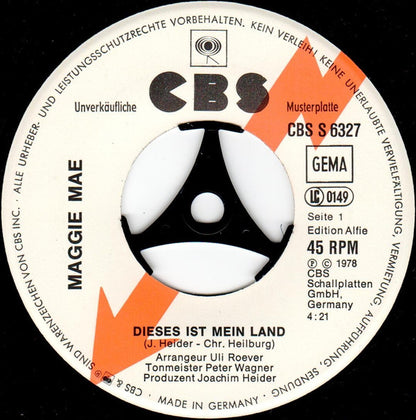 ALLE URHEBER- UND LEISTUNGSSCHUTZRECHTE VORBEHALTEN. KEIN VERLEIH! KEINE UNERLAUBTE VERVIELFÄLTIGUNG, VERMIETUNG, AUFFÜHRUNG, SENDUNG
CBS
Unverkäufliche
Musterplatte
CBS S 6327
GEMA
LC 0149
Seite 1
Edition Alfie
45 RPM
Ⓟ © 1978
CBS
Schallplatten
GmbH,
Germany
4:21
MAGGIE MAE
DIESES IST MEIN LAND
(J. Heider - Chr. Heilburg)
Arrangeur Uli Roever
Tonmeister Peter Wagner
Produzent Joachim Heider
CBS & SIND WARENZEICHEN VON CBS INC.
MADE IN GERMANY